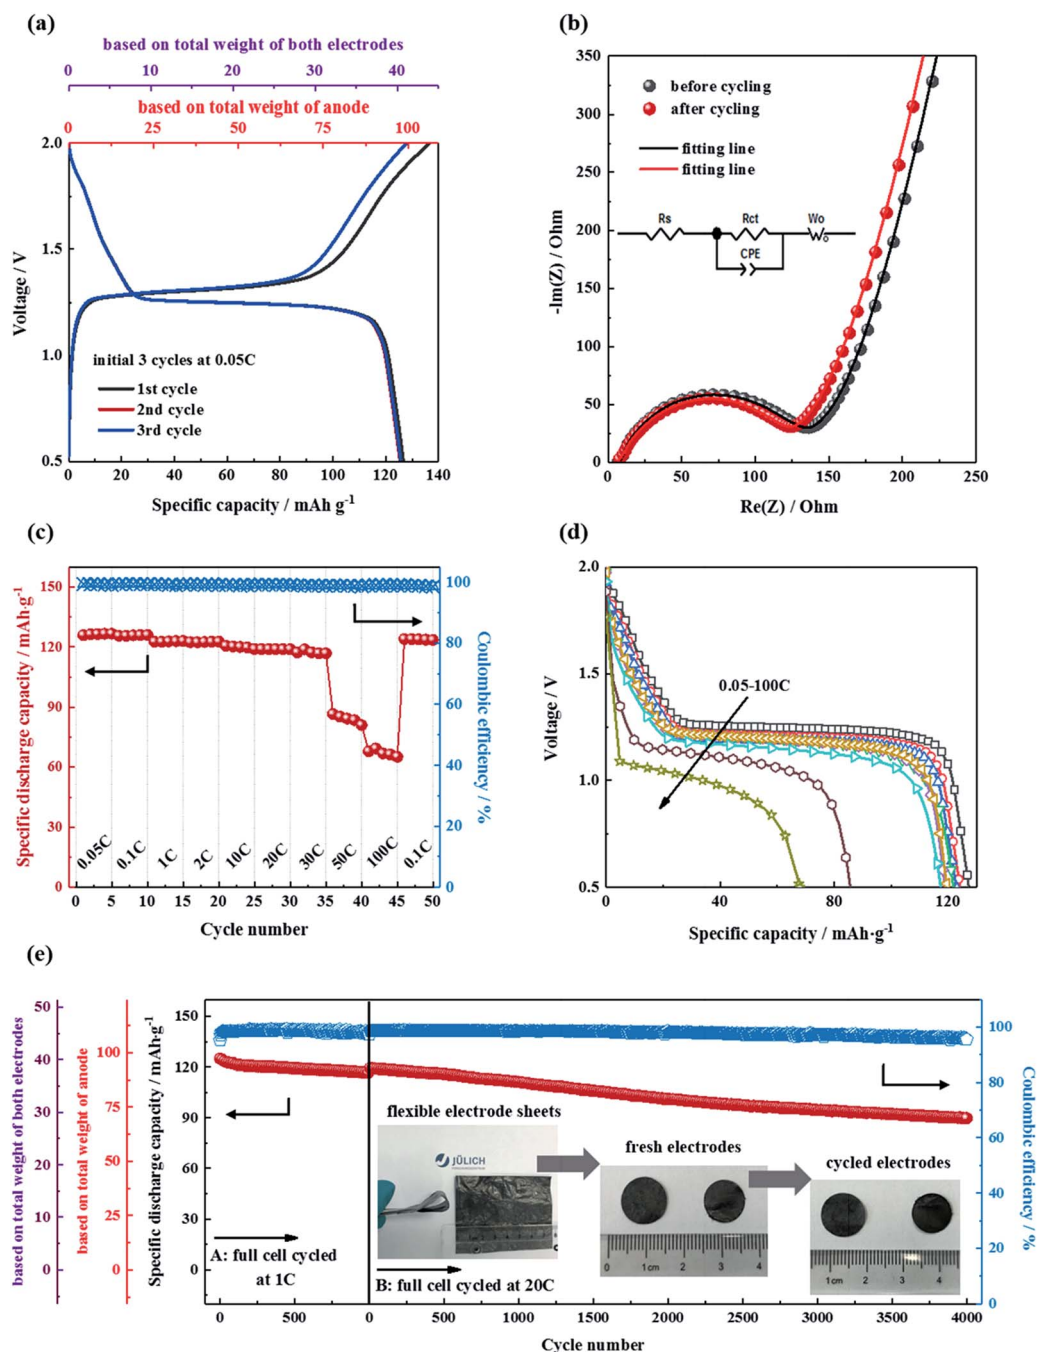 (a)
based on total weight of both electrodes
0 10 20 30 40
based on total weight of anode
0 25 50 75 100
2.0
1.5
1.0
0.5
Voltage / V
initial 3 cycles at 0.05C
1st cycle
2nd cycle
3rd cycle
0 20 40 60 80 100 120 140
Specific capacity / mAh g⁻¹
(b)
350
300
250
200
150
100
50
0
-Im(Z) / Ohm
before cycling
after cycling
fitting line
fitting line
Rs Rct Wo
CPE
0 50 100 150 200 250
Re(Z) / Ohm
(c)
150
120
90
60
30
0
Specific discharge capacity / mAh·g⁻¹
100
80
60
40
20
0
Coulombic efficiency / %
0.05C 0.1C 1C 2C 10C 20C 30C 50C 100C 0.1C
0 5 10 15 20 25 30 35 40 45 50
Cycle number
(d)
2.0
1.5
1.0
0.5
Voltage / V
0.05-100C
0 40 80 120
Specific capacity / mAh·g⁻¹
(e)
50
40
30
20
10
0
based on total weight of both electrodes
100
75
50
25
0
based on total weight of anode
150
120
90
60
30
0
Specific discharge capacity / mAh·g⁻¹
100
80
60
40
20
0
Coulombic efficiency / %
flexible electrode sheets
JÜLICH
fresh electrodes
0 1cm 2 3 4
cycled electrodes
0 1cm 2 3 4
A: full cell cycled
at 1C
B: full cell cycled at 20C
0 500 0 500 1000 1500 2000 2500 3000 3500 4000
Cycle number